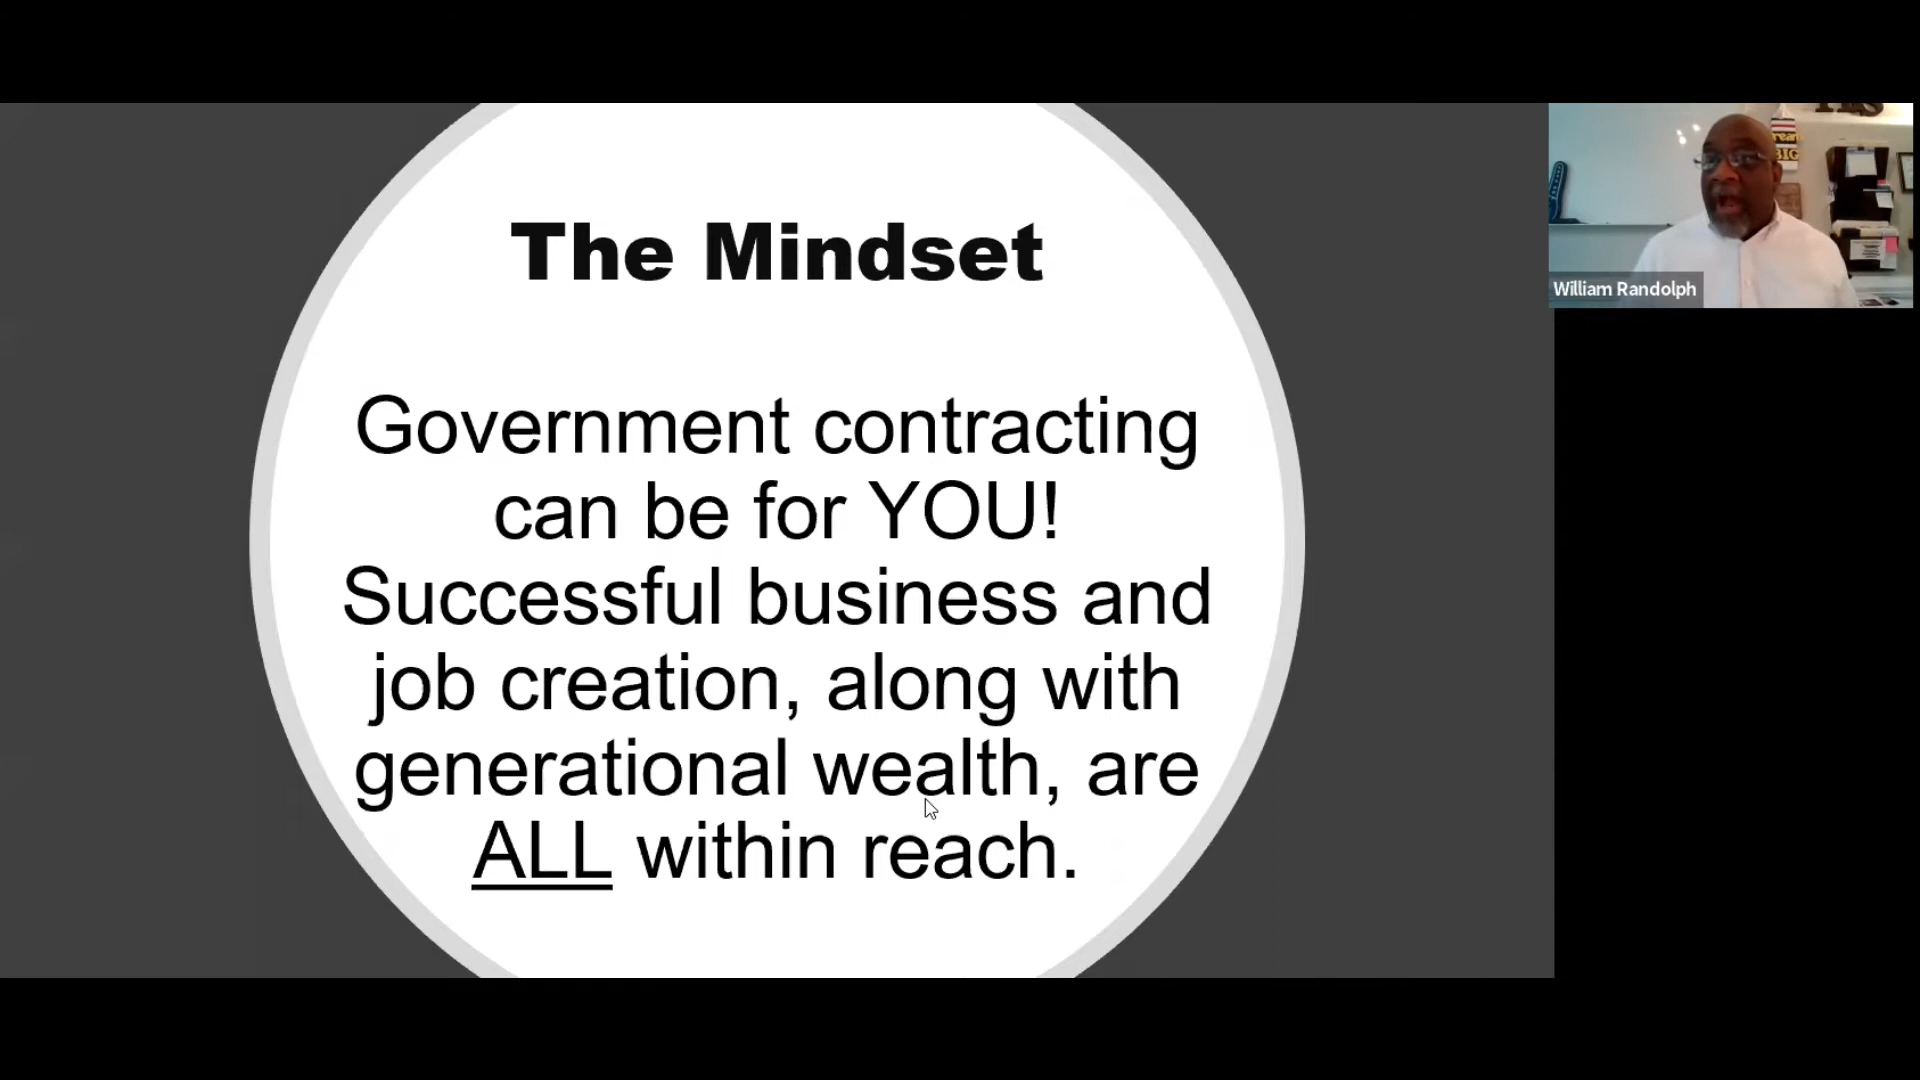 The Mindset
Government contracting
can be for YOU!
Successful business and
job creation, along with
generational wealth, are
ALL within reach.
BIG
William Randolph